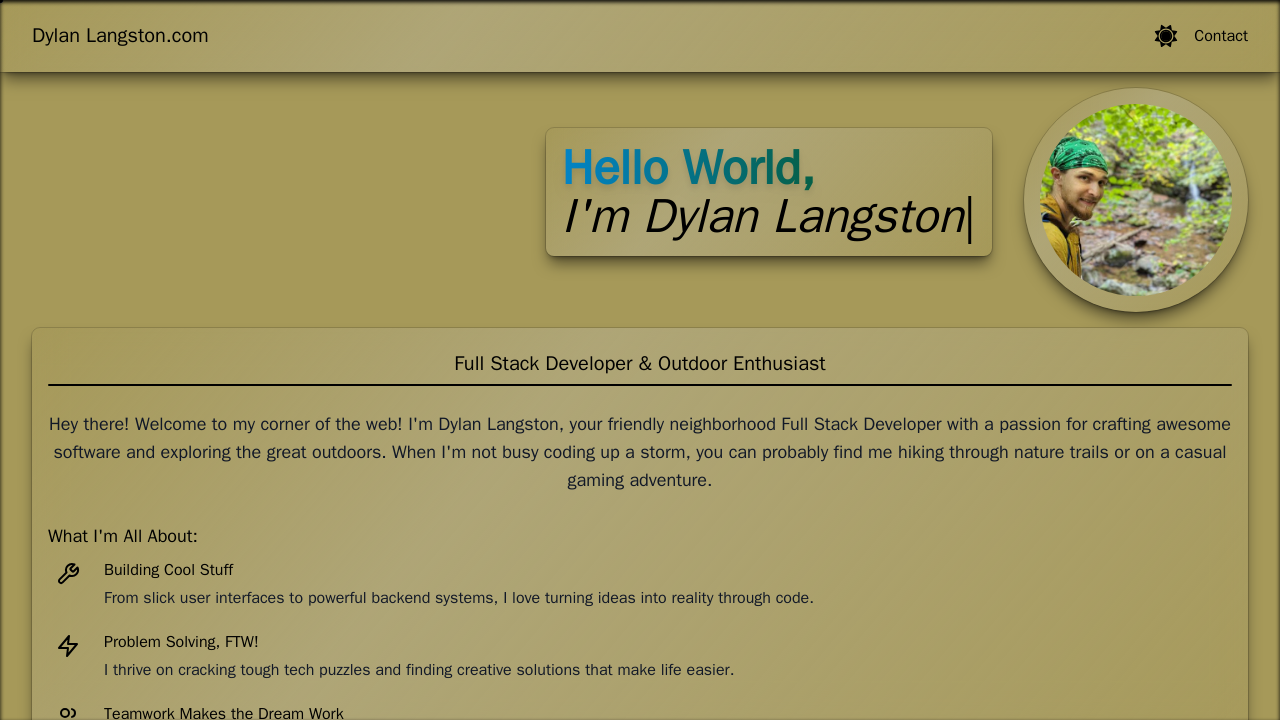 Dylan Langston.com
Contact
Hello World,
I'm Dylan Langston
Full Stack Developer & Outdoor Enthusiast
Hey there! Welcome to my corner of the web! I'm Dylan Langston, your friendly neighborhood Full Stack Developer with a passion for crafting awesome
software and exploring the great outdoors. When I'm not busy coding up a storm, you can probably find me hiking through nature trails or on a casual
gaming adventure.
What I'm All About:
Building Cool Stuff
From slick user interfaces to powerful backend systems, I love turning ideas into reality through code.
Problem Solving, FTW!
I thrive on cracking tough tech puzzles and finding creative solutions that make life easier.
Teamwork Makes the Dream Work